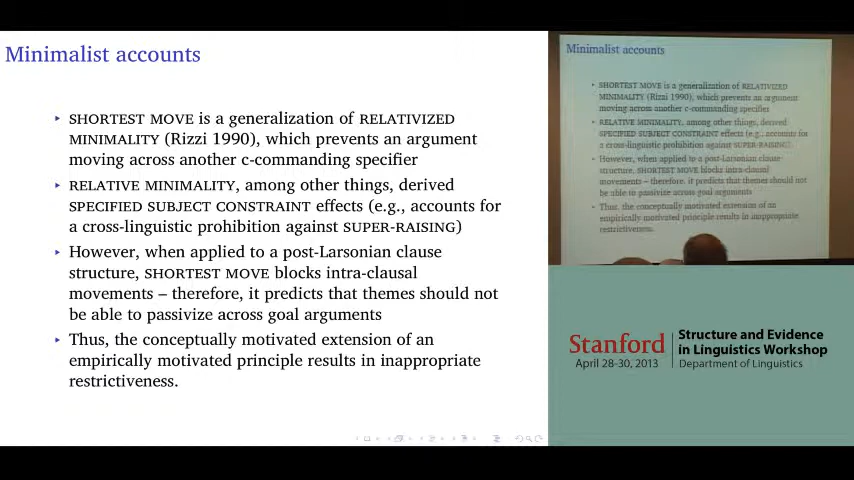 Minimalist accounts
‣ SHORTEST MOVE is a generalization of RELATIVIZED
MINIMALITY (Rizzi 1990), which prevents an argument
moving across another c-commanding specifier
‣ RELATIVE MINIMALITY, among other things, derived
SPECIFIED SUBJECT CONSTRAINT effects (e.g., accounts for
a cross-linguistic prohibition against SUPER-RAISING)
‣ However, when applied to a post-Larsonian clause
structure, SHORTEST MOVE blocks intra-clausal
movements – therefore, it predicts that themes should not
be able to passivize across goal arguments
‣ Thus, the conceptually motivated extension of an
empirically motivated principle results in inappropriate
restrictiveness.
Minimalist accounts
‣ SHORTEST MOVE is a generalization of RELATIVIZED
MINIMALITY (Rizzi 1990), which prevents an argument
moving across another c-commanding specifier
‣ RELATIVE MINIMALITY, among other things, derived
SPECIFIED SUBJECT CONSTRAINT effects (e.g., accounts for
a cross-linguistic prohibition against SUPER-RAISING)
‣ However, when applied to a post-Larsonian clause
structure, SHORTEST MOVE blocks intra-clausal
movements – therefore, it predicts that themes should not
be able to passivize across goal arguments
‣ Thus, the conceptually motivated extension of an
empirically motivated principle results in inappropriate
restrictiveness.
Stanford
April 28-30, 2013
Structure and Evidence
in Linguistics Workshop
Department of Linguistics